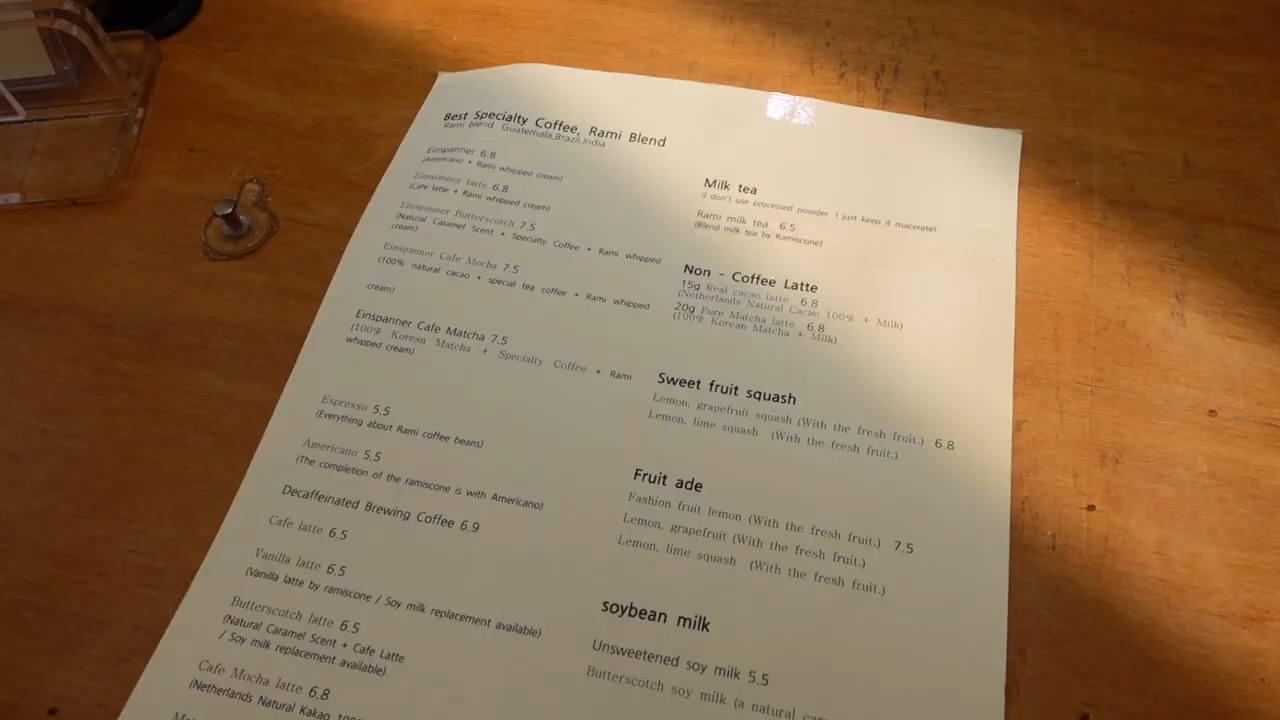 Best Specialty Coffee, Rami Blend
Rami blend Guatemala,Brazil,India
Einspanner 6.8
(Americano + Rami whipped cream)
Einspanner latte 6.8
(Cafe latte + Rami whipped cream)
Einspanner Butterscotch 7.5
(Natural Caramel Scent + Specialty Coffee + Rami whipped
cream)
Einspanner Cafe Mocha 7.5
(100% natural cacao + special tea coffee + Rami whipped
cream)
Einspanner Cafe Matcha 7.5
(100% Korean Matcha + Specialty Coffee + Rami
whipped cream)
Espresso 5.5
(Everything about Rami coffee beans)
Americano 5.5
(The completion of the ramiscone is with Americano)
Decaffeinated Brewing Coffee 6.9
Cafe latte 6.5
Vanilla latte 6.5
(Vanilla latte by ramiscone / Soy milk replacement available)
Butterscotch latte 6.5
(Natural Caramel Scent + Cafe Latte
/ Soy milk replacement available)
Cafe Mocha latte 6.8
(Netherlands Natural Kakao 100%
Milk tea
(I don't use processed powder I just keep it macerate)
Rami milk tea 6.5
(Blend milk tea by Ramiscone)
Non - Coffee Latte
15g Real cacao latte 6.8
(Netherlands Natural Cacao 100% + Milk)
20g Pure Matcha latte 6.8
(100% Korean Matcha + Milk)
Sweet fruit squash
Lemon, grapefruit squash (With the fresh fruit.) 6.8
Lemon, lime squash (With the fresh fruit.)
Fruit ade
Fashion fruit lemon (With the fresh fruit.) 7.5
Lemon, grapefruit (With the fresh fruit.)
Lemon, lime squash (With the fresh fruit.)
soybean milk
Unsweetened soy milk 5.5
Butterscotch soy milk (a natural